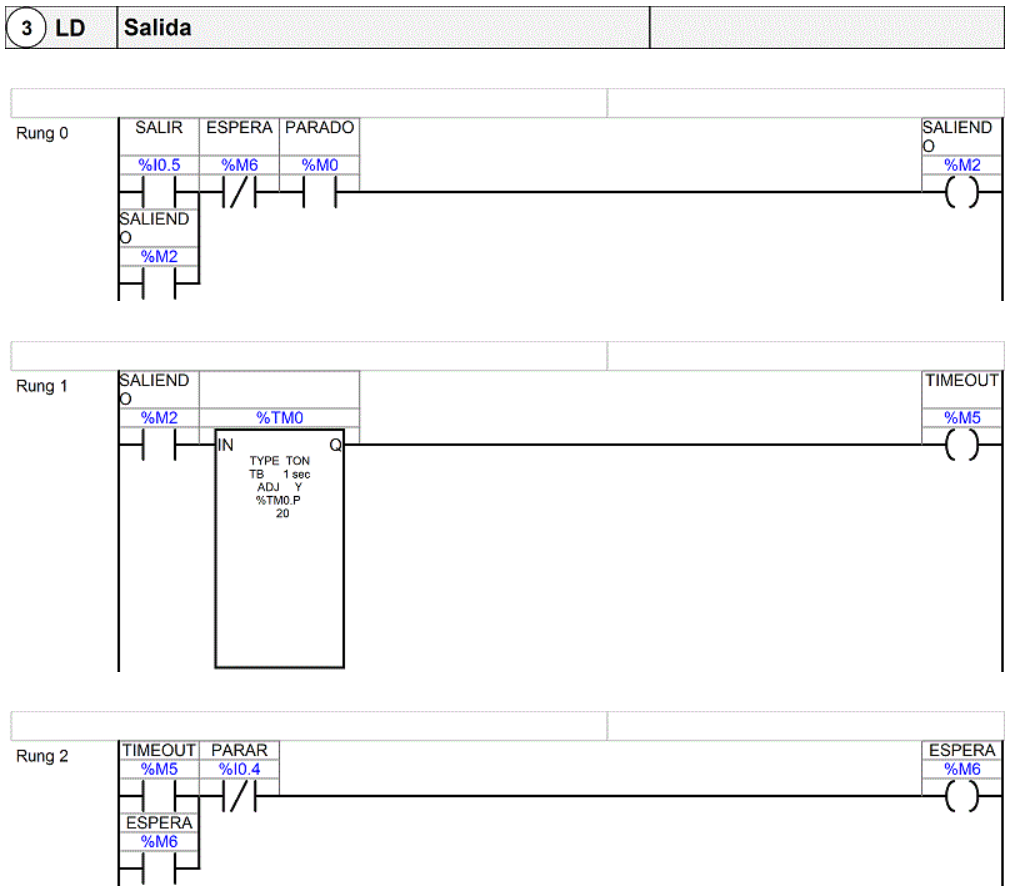 3 LD Salida
Rung 0
SALIR ESPERA PARADO SALIEND
O
%I0.5 %M6 %M0 %M2
SALIEND
O
%M2
Rung 1
SALIEND TIMEOUT
O
%M2 %TM0 %M5
IN Q
TYPE TON
TB 1 sec
ADJ Y
%TM0.P
20
Rung 2
TIMEOUT PARAR ESPERA
%M5 %I0.4 %M6
ESPERA
%M6